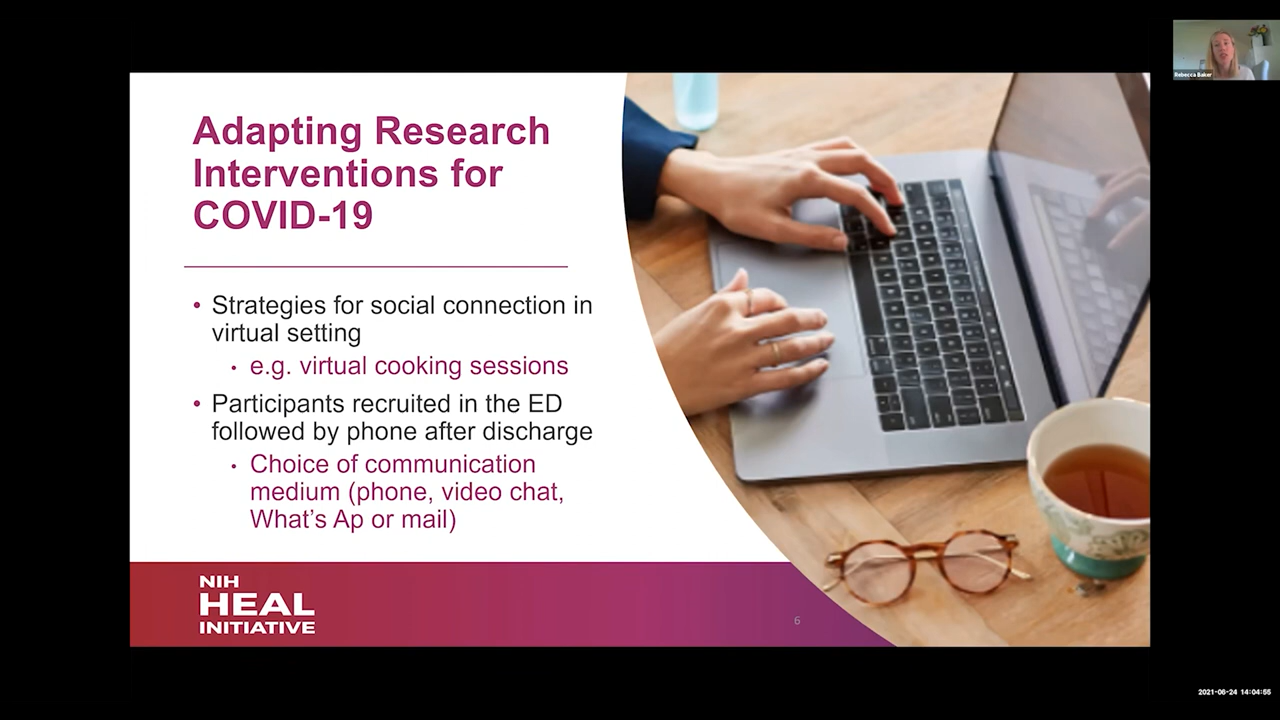 Rebecca Baker
Adapting Research
Interventions for
COVID-19
• Strategies for social connection in
virtual setting
• e.g. virtual cooking sessions
• Participants recruited in the ED
followed by phone after discharge
• Choice of communication
medium (phone, video chat,
What's Ap or mail)
NIH
HEAL
INITIATIVE
6
2021-06-24 14:04:55